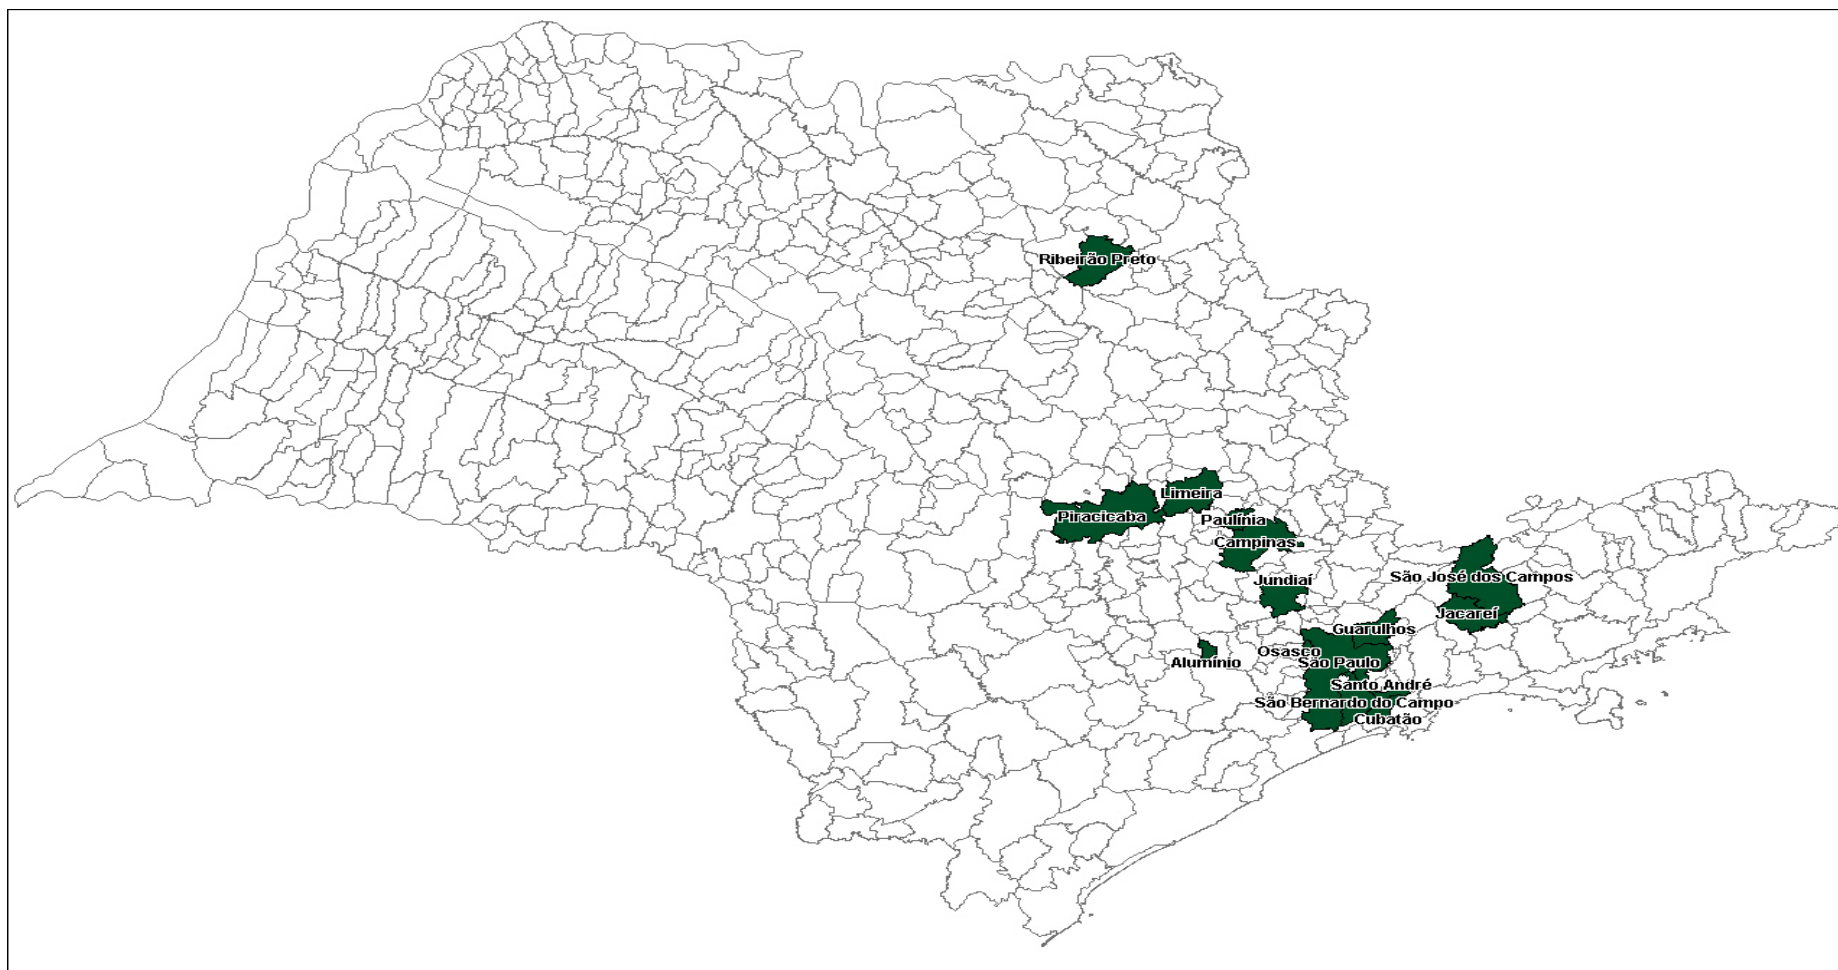 Ribeirão Preto
Limeira
Piracicaba
Paulínia
Campinas
São José dos Campos
Jundiaí
Jacareí
Guarulhos
Osasco
São Paulo
Alumínio
Santo André
São Bernardo do Campo
Cubatão